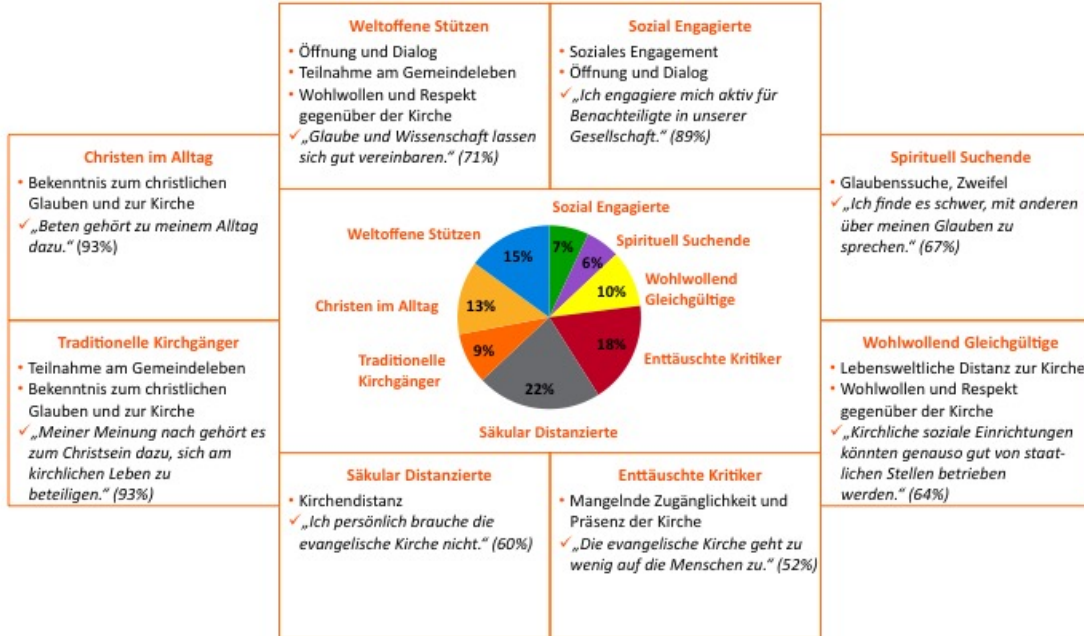 Weltoffene Stützen
• Öffnung und Dialog
• Teilnahme am Gemeindeleben
• Wohlwollen und Respekt
gegenüber der Kirche
✓ „Glaube und Wissenschaft lassen
sich gut vereinbaren.“ (71%)
Sozial Engagierte
• Soziales Engagement
• Öffnung und Dialog
✓ „Ich engagiere mich aktiv für
Benachteiligte in unserer
Gesellschaft.“ (89%)
Christen im Alltag
• Bekenntnis zum christlichen
Glauben und zur Kirche
✓ „Beten gehört zu meinem Alltag
dazu.“ (93%)
Spirituell Suchende
• Glaubenssuche, Zweifel
✓ „Ich finde es schwer, mit anderen
über meinen Glauben zu
sprechen.“ (67%)
Sozial Engagierte
Weltoffene Stützen
Spirituell Suchende
Wohlwollend
Gleichgültige
Christen im Alltag
Traditionelle
Kirchgänger
Enttäuschte Kritiker
Säkular Distanzierte
7%
6%
15%
10%
13%
18%
9%
22%
Traditionelle Kirchgänger
• Teilnahme am Gemeindeleben
• Bekenntnis zum christlichen
Glauben und zur Kirche
✓ „Meiner Meinung nach gehört es
zum Christsein dazu, sich am
kirchlichen Leben zu
beteiligen.“ (93%)
Wohlwollend Gleichgültige
• Lebensweltliche Distanz zur Kirche
• Wohlwollen und Respekt
gegenüber der Kirche
✓ „Kirchliche soziale Einrichtungen
könnten genauso gut von staat-
lichen Stellen betrieben
werden.“ (64%)
Säkular Distanzierte
• Kirchendistanz
✓ „Ich persönlich brauche die
evangelische Kirche nicht.“ (60%)
Enttäuschte Kritiker
• Mangelnde Zugänglichkeit und
Präsenz der Kirche
✓ „Die evangelische Kirche geht zu
wenig auf die Menschen zu.“ (52%)